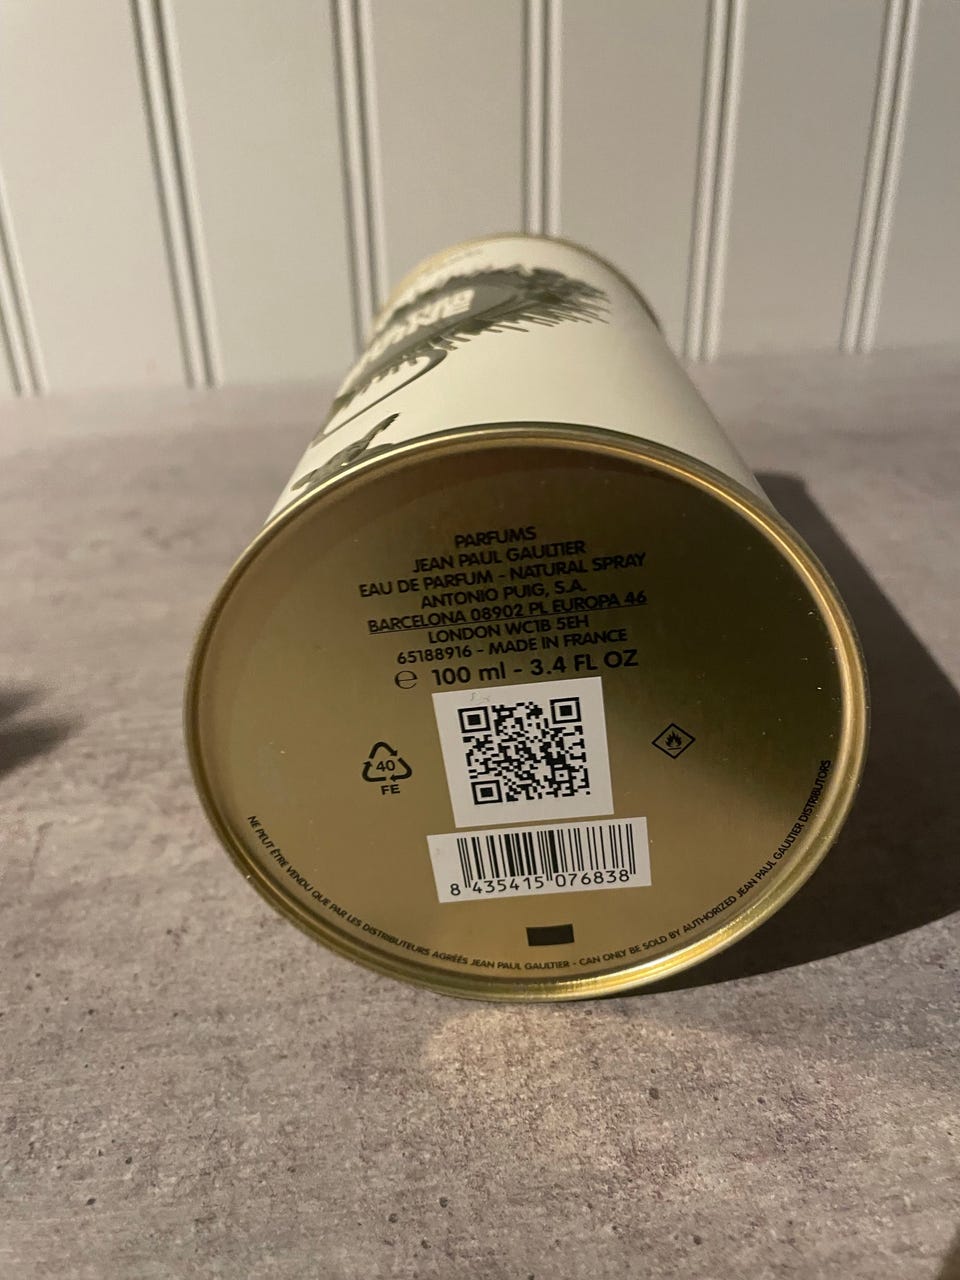 PARFUMS
JEAN PAUL GAULTIER
EAU DE PARFUM - NATURAL SPRAY
ANTONIO PUIG, S.A.
BARCELONA 08902 PL EUROPA 46
LONDON WC1B 5EH
65188916 - MADE IN FRANCE
℮ 100 ml - 3.4 FL OZ
40
FE
8 435415 076838
NE PEUT ÊTRE VENDU QUE PAR LES DISTRIBUTEURS AGRÉÉS JEAN PAUL GAULTIER - CAN ONLY BE SOLD BY AUTHORIZED JEAN PAUL GAULTIER DISTRIBUTORS